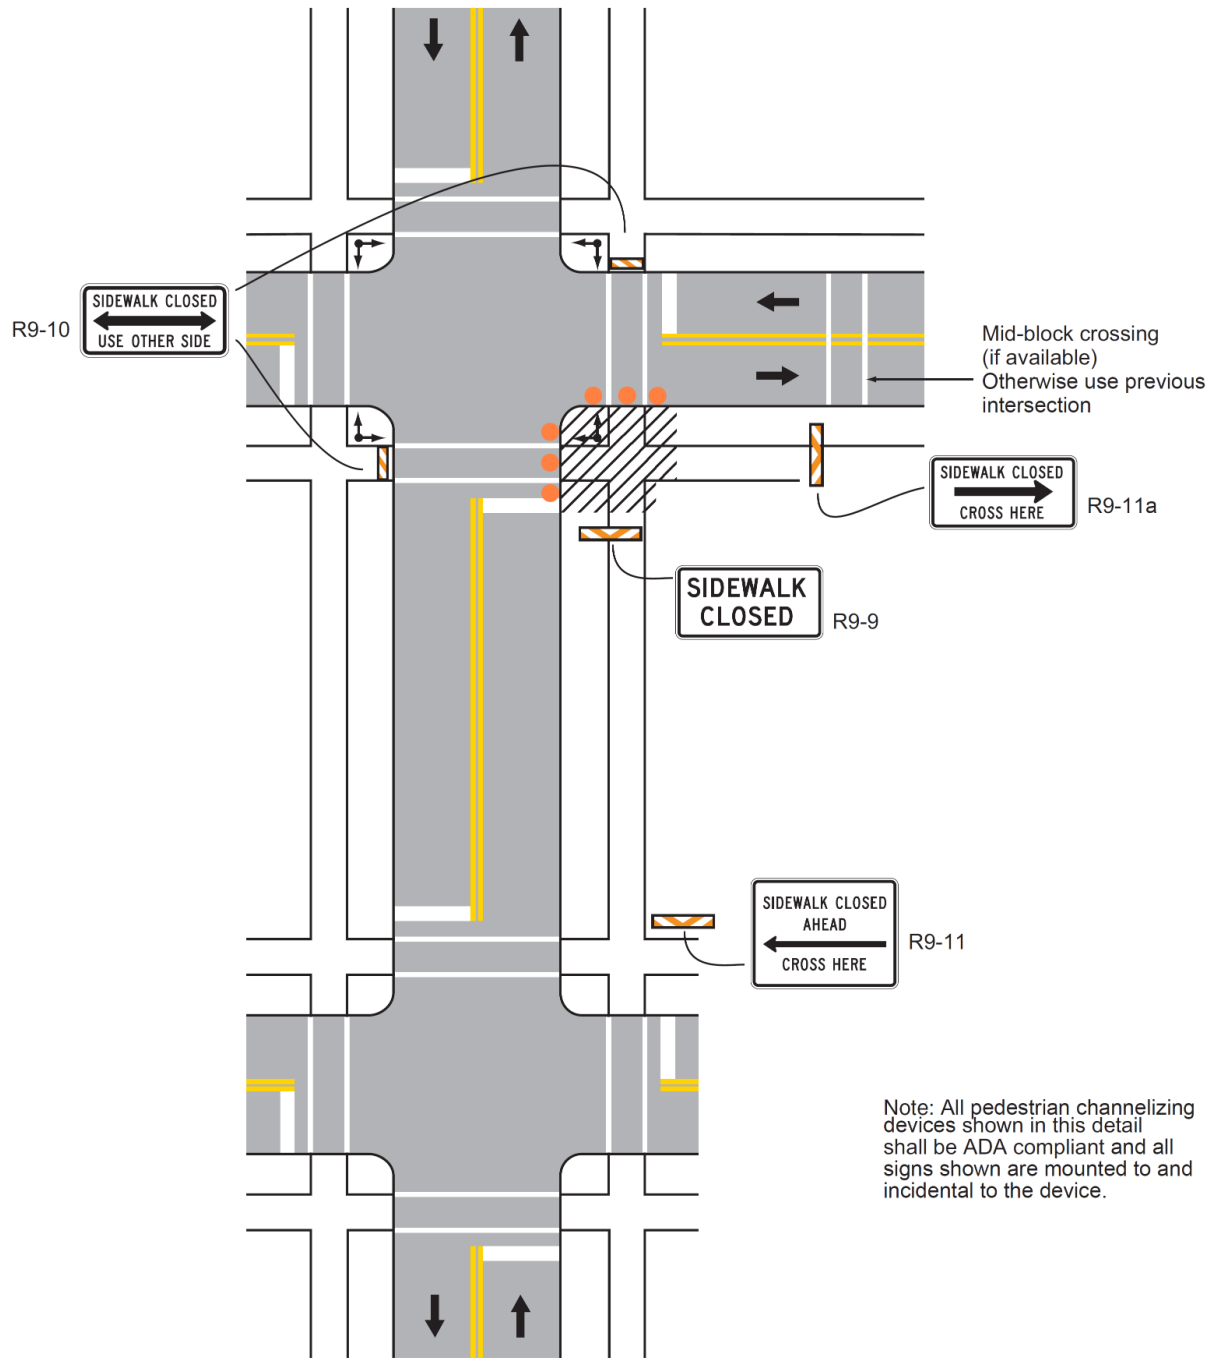 SIDEWALK CLOSED
USE OTHER SIDE
R9-10
Mid-block crossing
(if available)
Otherwise use previous
intersection
SIDEWALK CLOSED
CROSS HERE
R9-11a
SIDEWALK
CLOSED
R9-9
SIDEWALK CLOSED
AHEAD
CROSS HERE
R9-11
Note: All pedestrian channelizing
devices shown in this detail
shall be ADA compliant and all
signs shown are mounted to and
incidental to the device.